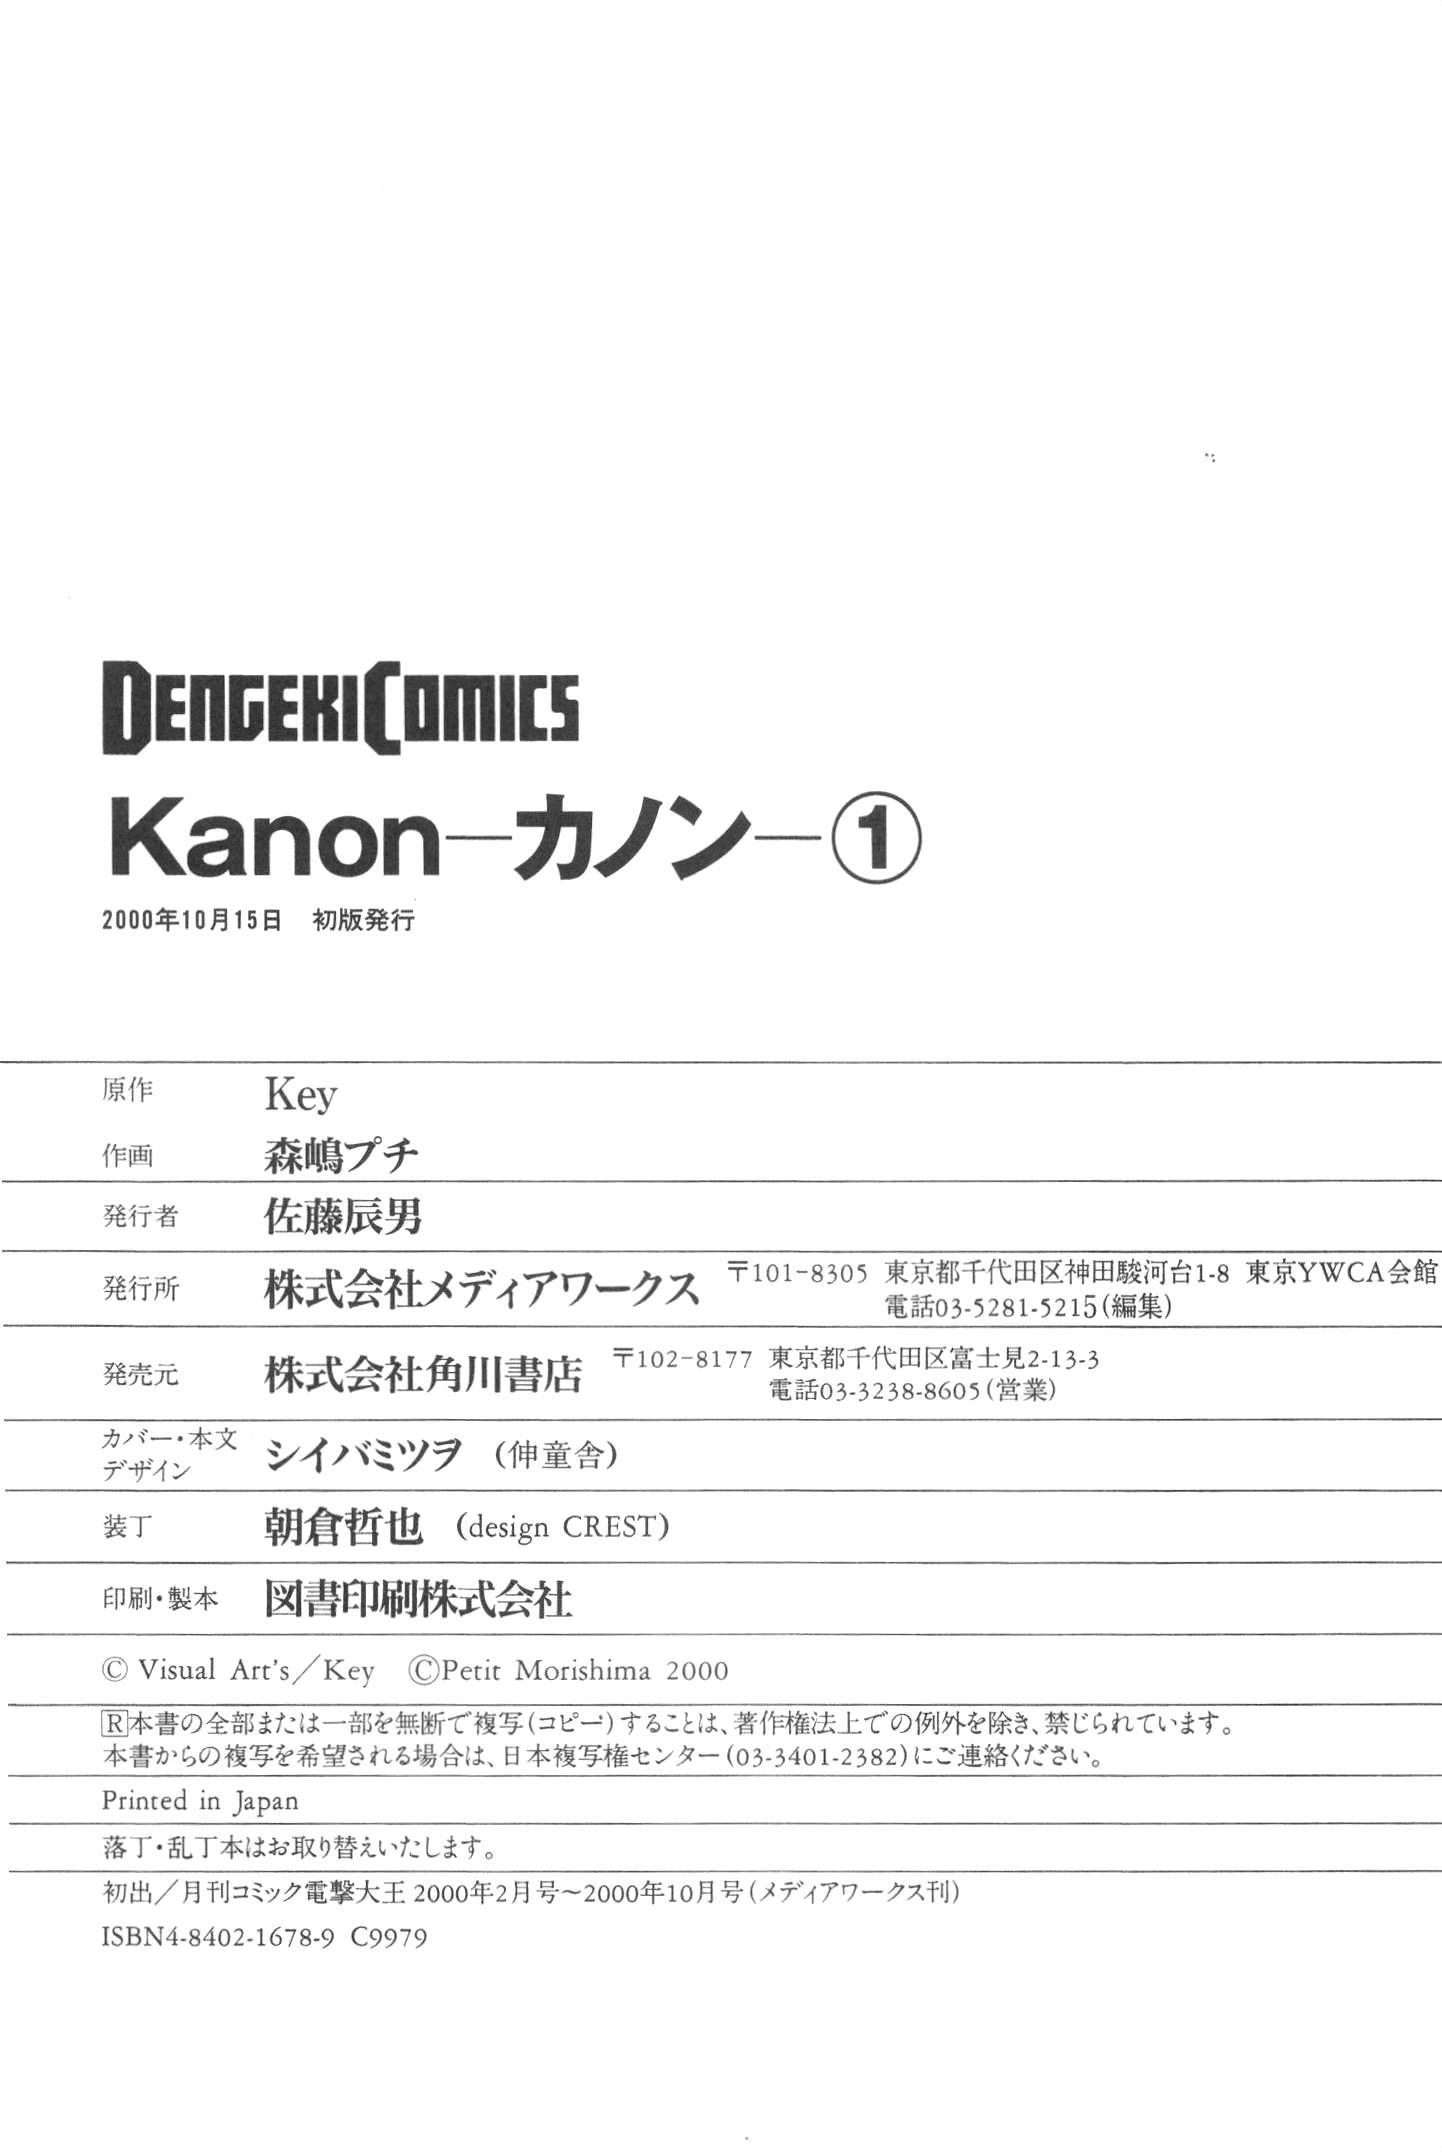 DENGEKI COMICS
Kanon—カノン—①
2000年10月15日　初版発行
原作　Key
作画　森嶋プチ
発行者　佐藤辰男
発行所　株式会社メディアワークス　〒101-8305 東京都千代田区神田駿河台1-8 東京YWCA会館
電話03-5281-5215(編集)
発売元　株式会社角川書店　〒102-8177 東京都千代田区富士見2-13-3
電話03-3238-8605(営業)
カバー・本文
デザイン　シイバミツヲ　(伸童舎)
装丁　朝倉哲也　(design CREST)
印刷・製本　図書印刷株式会社
© Visual Art's／Key　©Petit Morishima 2000
Ⓡ本書の全部または一部を無断で複写(コピー)することは、著作権法上での例外を除き、禁じられています。
本書からの複写を希望される場合は、日本複写権センター(03-3401-2382)にご連絡ください。
Printed in Japan
落丁・乱丁本はお取り替えいたします。
初出／月刊コミック電撃大王 2000年2月号〜2000年10月号(メディアワークス刊)
ISBN4-8402-1678-9 C9979